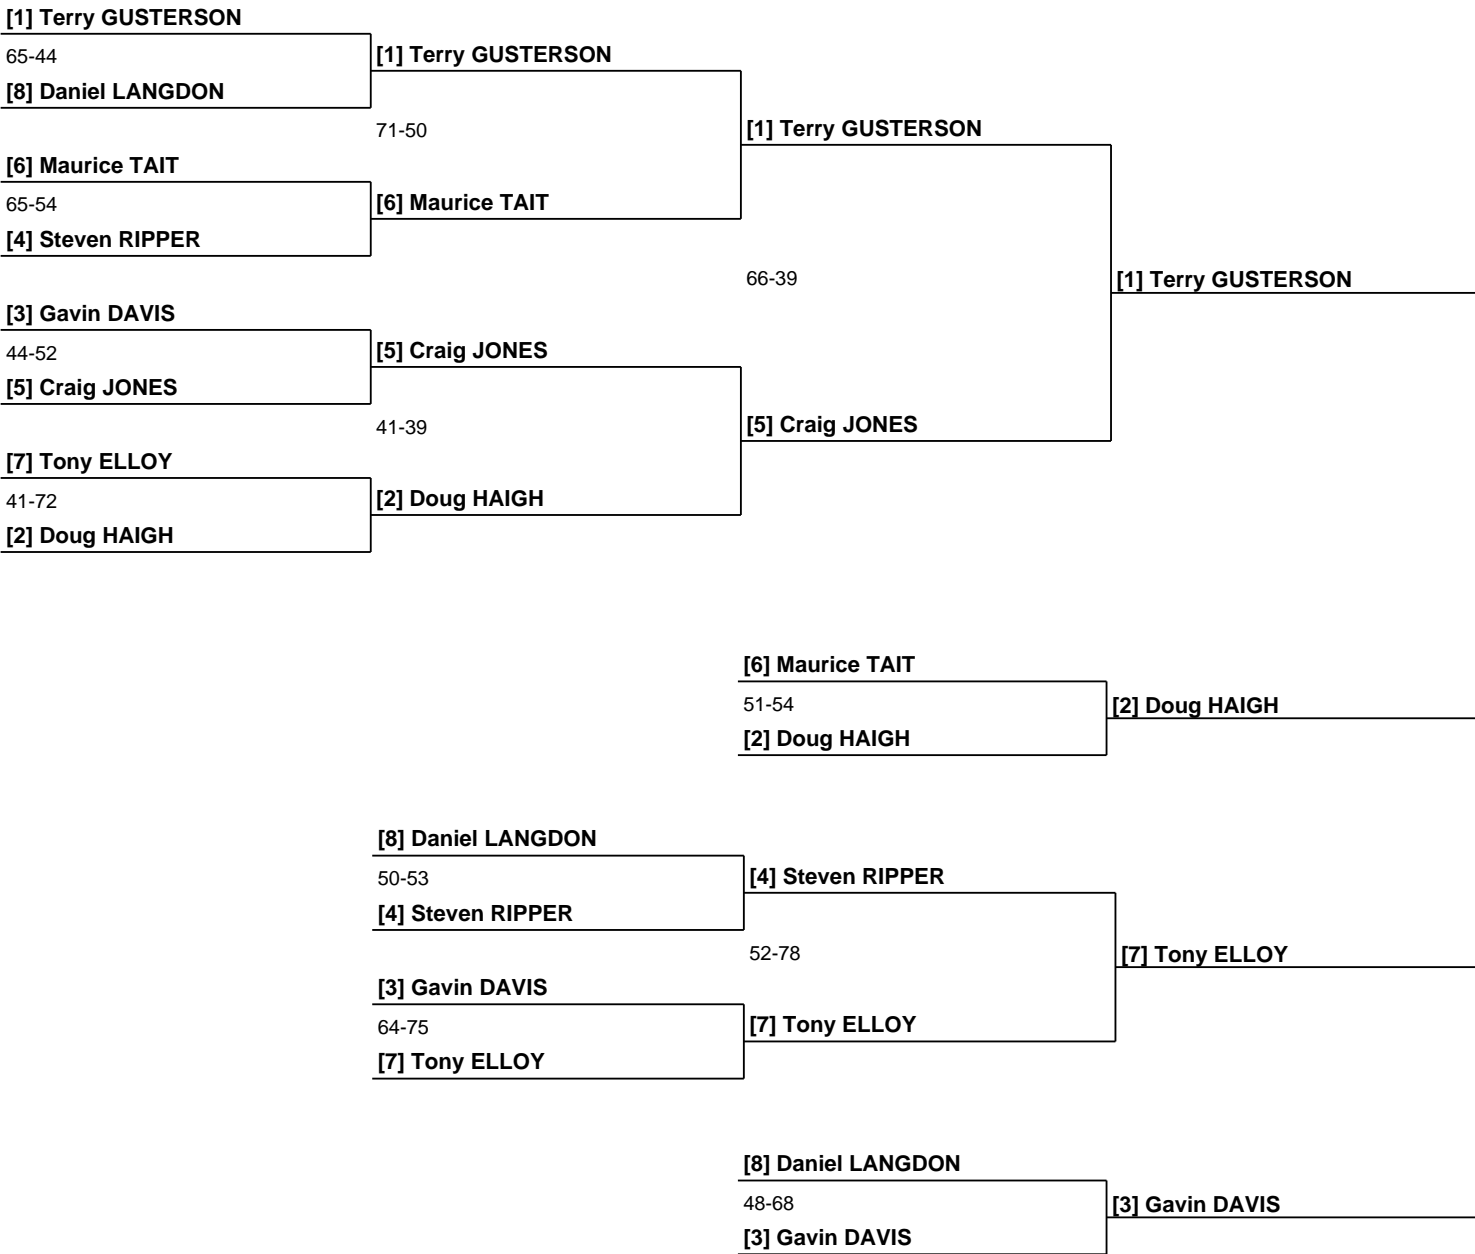 [1] Terry GUSTERSON
65-44
[8] Daniel LANGDON
[1] Terry GUSTERSON
71-50
[6] Maurice TAIT
65-54
[4] Steven RIPPER
[6] Maurice TAIT
[1] Terry GUSTERSON
66-39
[1] Terry GUSTERSON
[3] Gavin DAVIS
44-52
[5] Craig JONES
[5] Craig JONES
41-39
[5] Craig JONES
[7] Tony ELLOY
41-72
[2] Doug HAIGH
[2] Doug HAIGH
[6] Maurice TAIT
51-54
[2] Doug HAIGH
[2] Doug HAIGH
[8] Daniel LANGDON
50-53
[4] Steven RIPPER
[4] Steven RIPPER
52-78
[7] Tony ELLOY
[3] Gavin DAVIS
64-75
[7] Tony ELLOY
[7] Tony ELLOY
[8] Daniel LANGDON
48-68
[3] Gavin DAVIS
[3] Gavin DAVIS